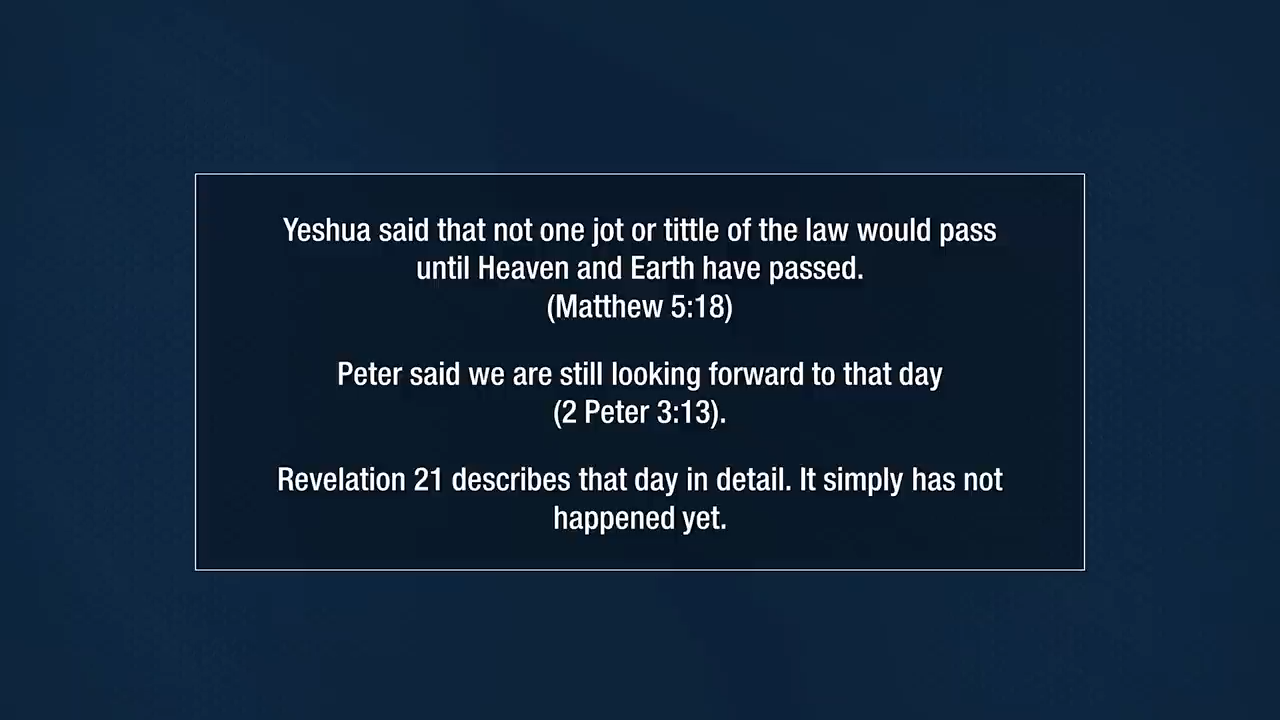 Yeshua said that not one jot or tittle of the law would pass
until Heaven and Earth have passed.
(Matthew 5:18)
Peter said we are still looking forward to that day
(2 Peter 3:13).
Revelation 21 describes that day in detail. It simply has not
happened yet.